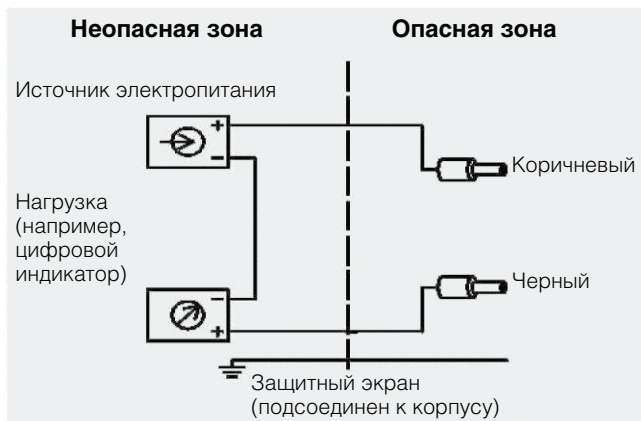 Неопасная зона
Опасная зона
Источник электропитания
+
−
Коричневый
Нагрузка
(например,
цифровой
индикатор)
−
+
Черный
Защитный экран
(подсоединен к корпусу)